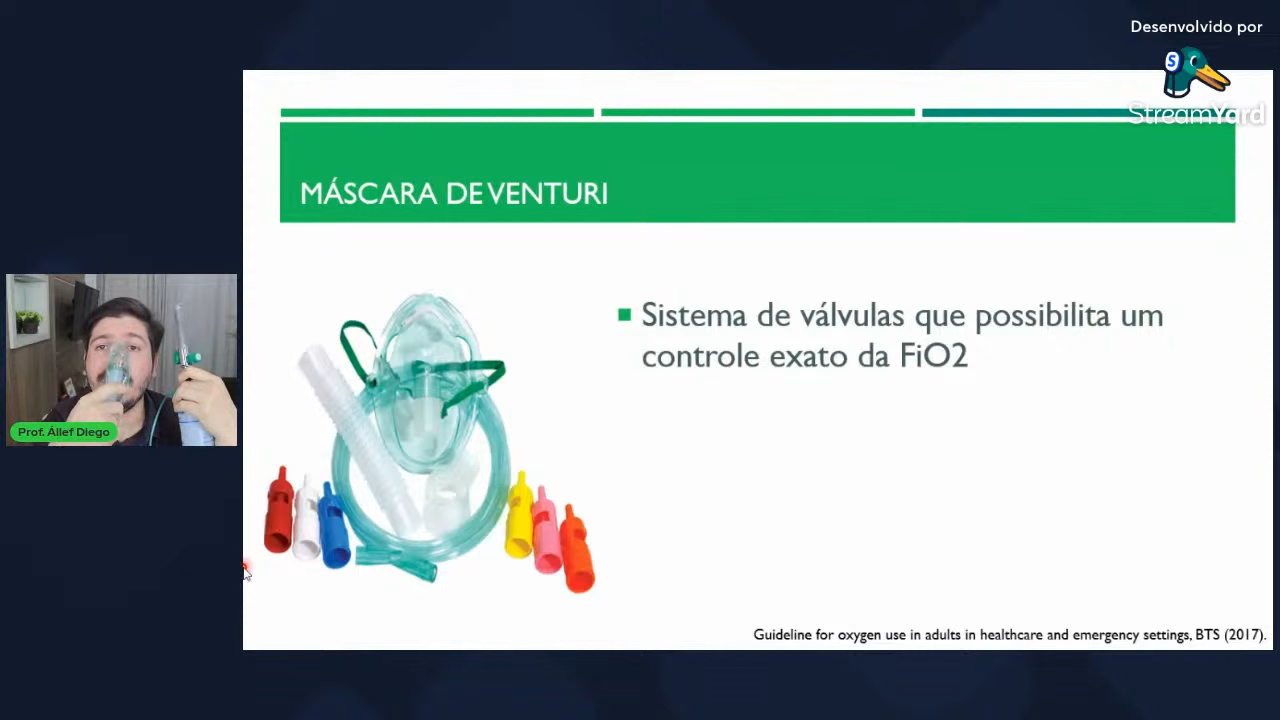 Desenvolvido por
S
StreamYard
MÁSCARA DE VENTURI
Sistema de válvulas que possibilita um
controle exato da FiO2
Prof. Állef Diego
Guideline for oxygen use in adults in healthcare and emergency settings, BTS (2017).